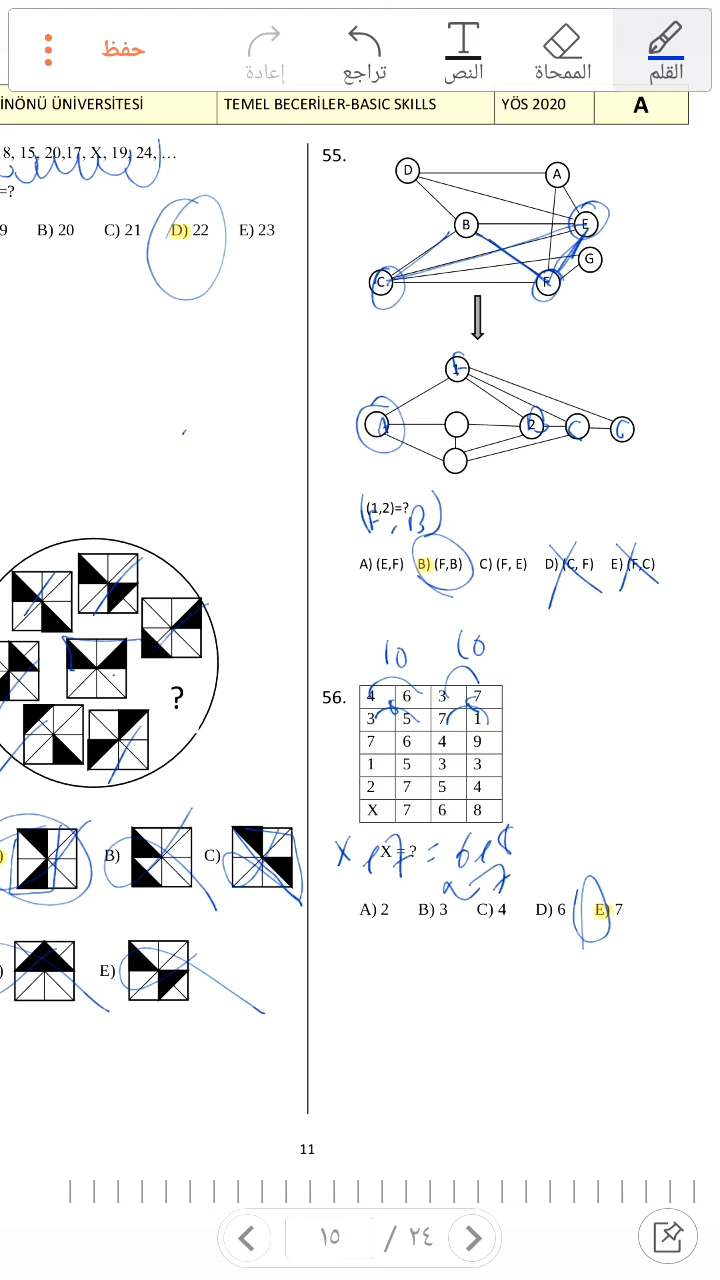 حفظ
إعادة
تراجع
النص
الممحاة
القلم
İNÖNÜ ÜNİVERSİTESİ TEMEL BECERİLER-BASIC SKILLS YÖS 2020 A
8, 15, 20,17, X, 19, 24, …
=?
9 B) 20 C) 21 D) 22 E) 23
?
) B) C)
) E)
55.
D A
B E
G
C F
F
A 2 C G
(1,2)=?
(F, B)
A) (E,F) B) (F,B) C) (F, E) D) (C, F) E) (F,C)
10 10
56.
4 6 3 7
3 5 7 1
7 6 4 9
1 5 3 3
2 7 5 4
X 7 6 8
X = ?
A) 2 B) 3 C) 4 D) 6 E) 7
11
١٥ / ٢٤